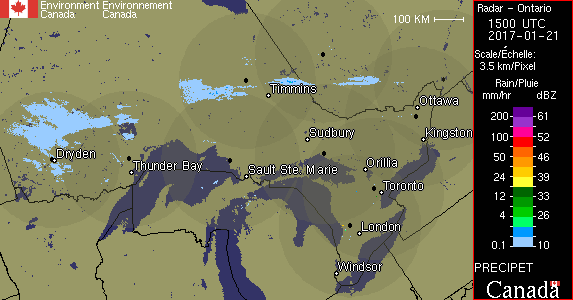 Environment Environnement
Canada Canada
100 KM
Timmins
Ottawa
Sudbury
Kingston
Dryden
Thunder Bay
Sault Ste. Marie
Orillia
Toronto
London
Windsor
Radar - Ontario
1500 UTC
2017-01-21
Scale/Échelle:
3.5 km/Pixel
Rain/Pluie
mm/hr dBZ
200 61
100 52
50 46
24 39
12 33
4 26
0.1 10
PRECIPET
Canada